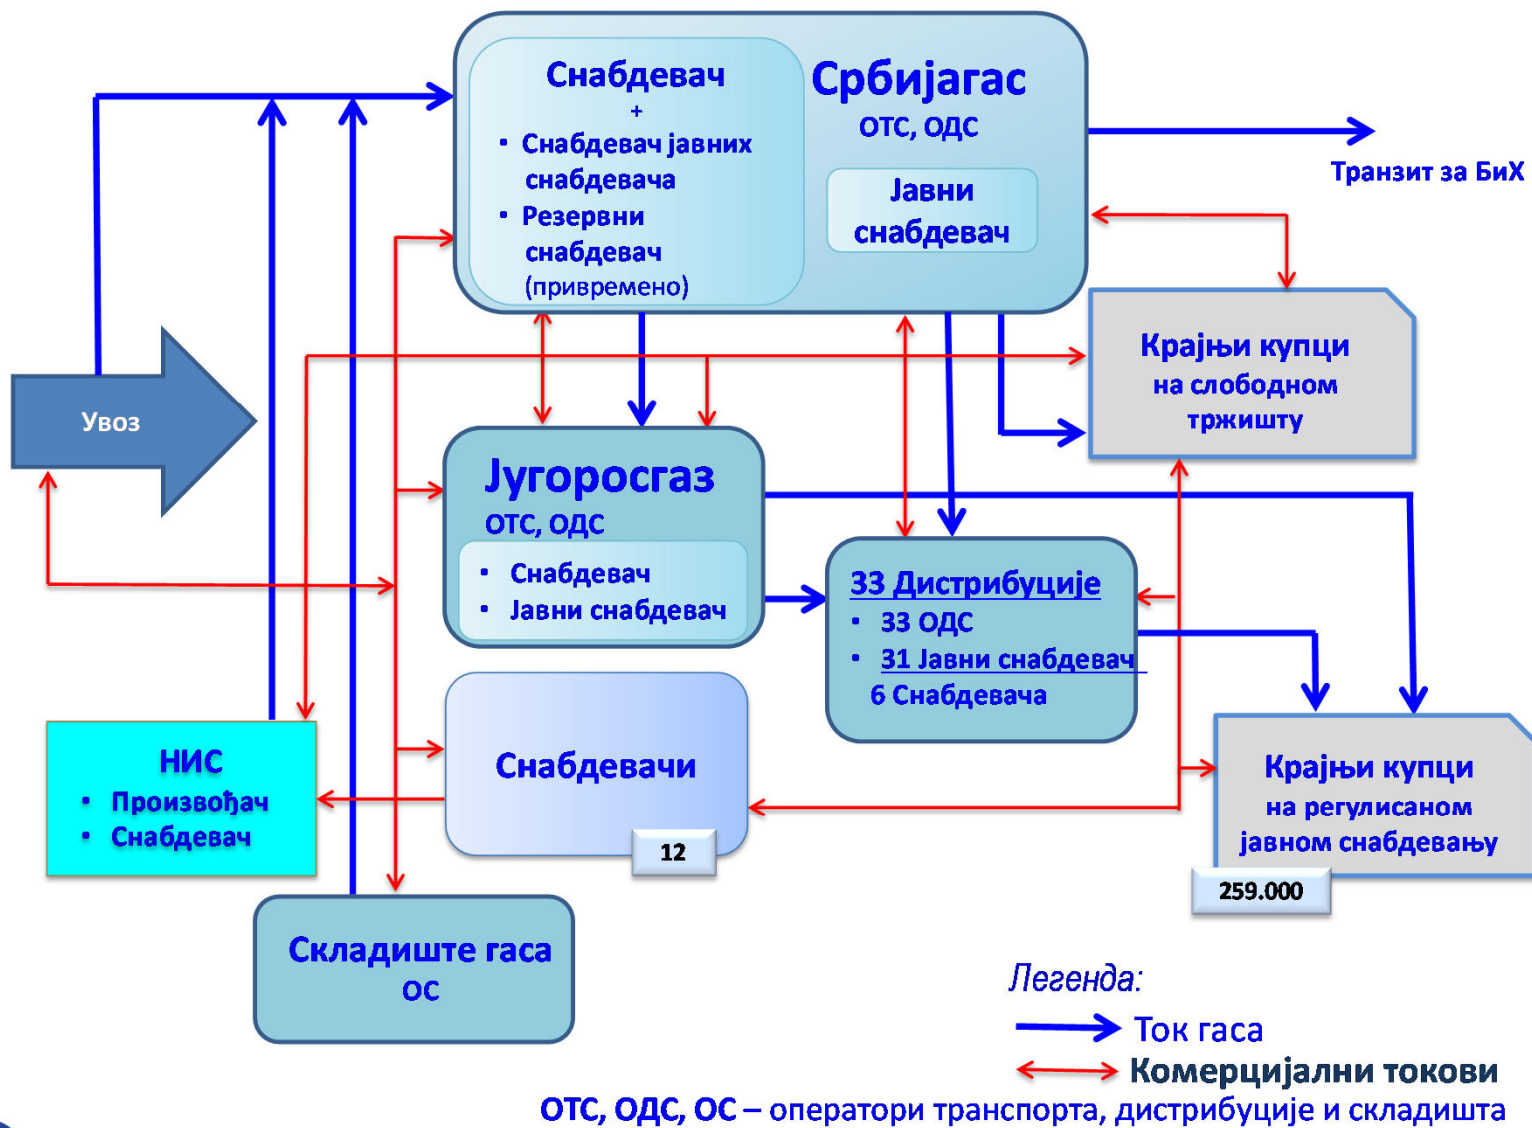 Снабдевач
+
• Снабдевач јавних
снабдевача
• Резервни
снабдевач
(привремено)
Србијагас
ОТС, ОДС
Јавни
снабдевач
Транзит за БиХ
Крајњи купци
на слободном
тржишту
Увоз
Југоросгаз
ОТС, ОДС
• Снабдевач
• Јавни снабдевач
33 Дистрибуције
• 33 ОДС
• 31 Јавни снабдевач
6 Снабдевача
НИС
• Произвођач
• Снабдевач
Снабдевачи
12
Крајњи купци
на регулисаном
јавном снабдевању
259.000
Складиште гаса
ОС
Легенда:
Ток гаса
Комерцијални токови
ОТС, ОДС, ОС – оператори транспорта, дистрибуције и складишта